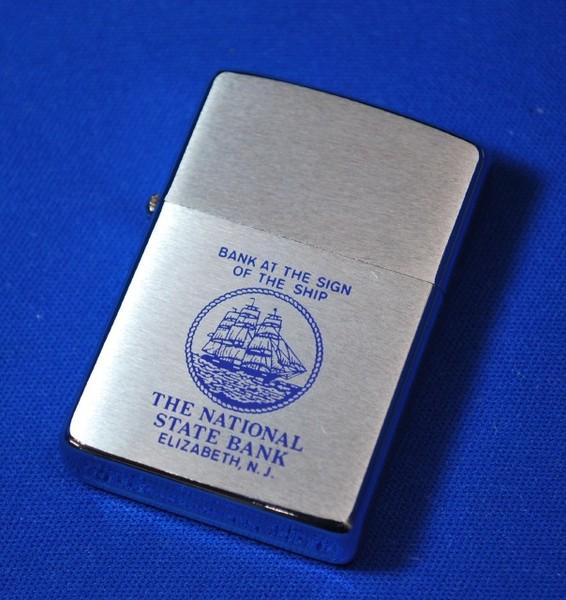 BANK AT THE SIGN
OF THE SHIP
THE NATIONAL
STATE BANK
ELIZABETH, N.J.